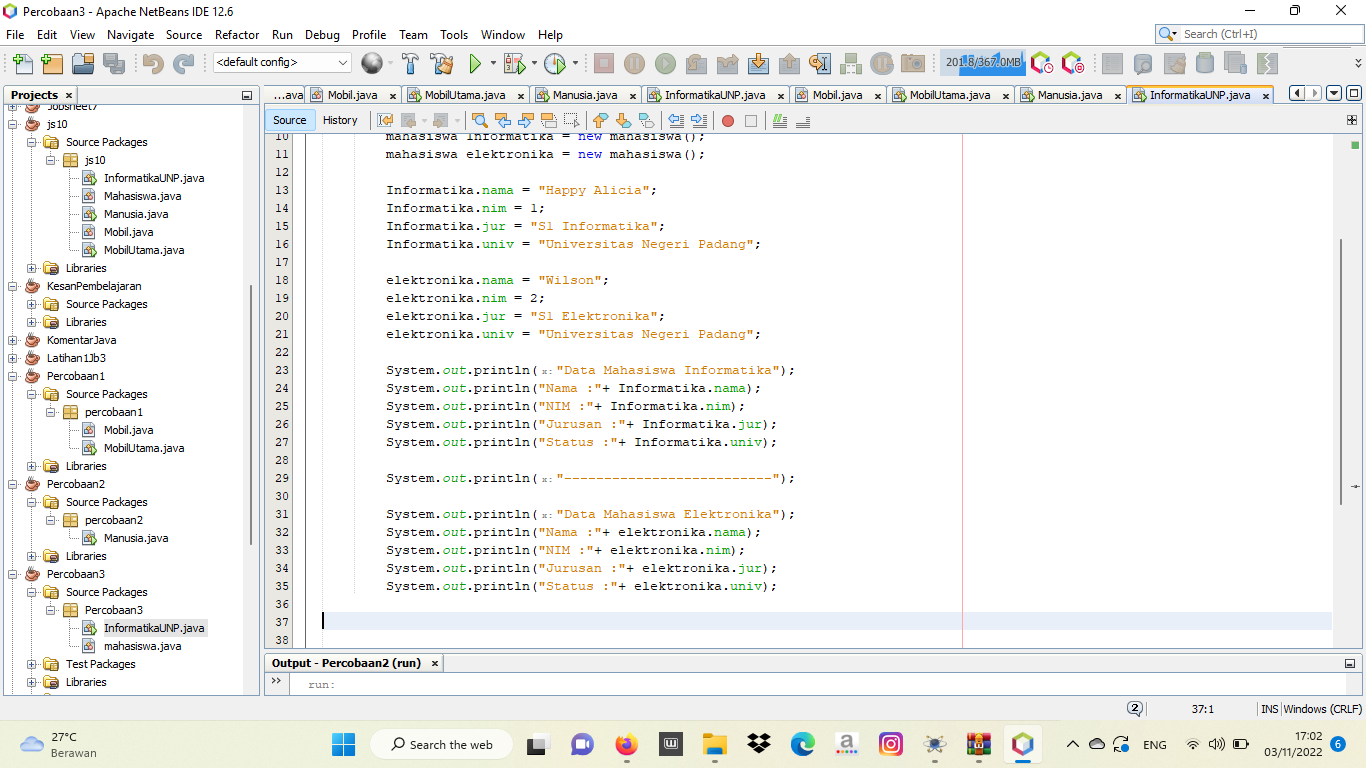 Percobaan3 - Apache NetBeans IDE 12.6
File Edit View Navigate Source Refactor Run Debug Profile Team Tools Window Help
Search (Ctrl+I)
<default config>
201.8/367.0MB
Projects
...ava Mobil.java MobilUtama.java Manusia.java InformatikaUNP.java Mobil.java MobilUtama.java Manusia.java InformatikaUNP.java
Source History
Jobsheet7
js10
Source Packages
js10
InformatikaUNP.java
Mahasiswa.java
Manusia.java
Mobil.java
MobilUtama.java
Libraries
KesanPembelajaran
Source Packages
Libraries
KomentarJava
Latihan1Jb3
Percobaan1
Source Packages
percobaan1
Mobil.java
MobilUtama.java
Libraries
Percobaan2
Source Packages
percobaan2
Manusia.java
Libraries
Percobaan3
Source Packages
Percobaan3
InformatikaUNP.java
mahasiswa.java
Test Packages
Libraries
10 mahasiswa Informatika = new mahasiswa();
11 mahasiswa elektronika = new mahasiswa();
12
13 Informatika.nama = "Happy Alicia";
14 Informatika.nim = 1;
15 Informatika.jur = "S1 Informatika";
16 Informatika.univ = "Universitas Negeri Padang";
17
18 elektronika.nama = "Wilson";
19 elektronika.nim = 2;
20 elektronika.jur = "S1 Elektronika";
21 elektronika.univ = "Universitas Negeri Padang";
22
23 System.out.println( x: "Data Mahasiswa Informatika");
24 System.out.println("Nama :"+ Informatika.nama);
25 System.out.println("NIM :"+ Informatika.nim);
26 System.out.println("Jurusan :"+ Informatika.jur);
27 System.out.println("Status :"+ Informatika.univ);
28
29 System.out.println( x: "--------------------------");
30
31 System.out.println( x: "Data Mahasiswa Elektronika");
32 System.out.println("Nama :"+ elektronika.nama);
33 System.out.println("NIM :"+ elektronika.nim);
34 System.out.println("Jurusan :"+ elektronika.jur);
35 System.out.println("Status :"+ elektronika.univ);
36
37
38
Output - Percobaan2 (run)
run:
2 37:1 INS Windows (CRLF)
27°C
Berawan
Search the web
ENG
17:02
03/11/2022
6